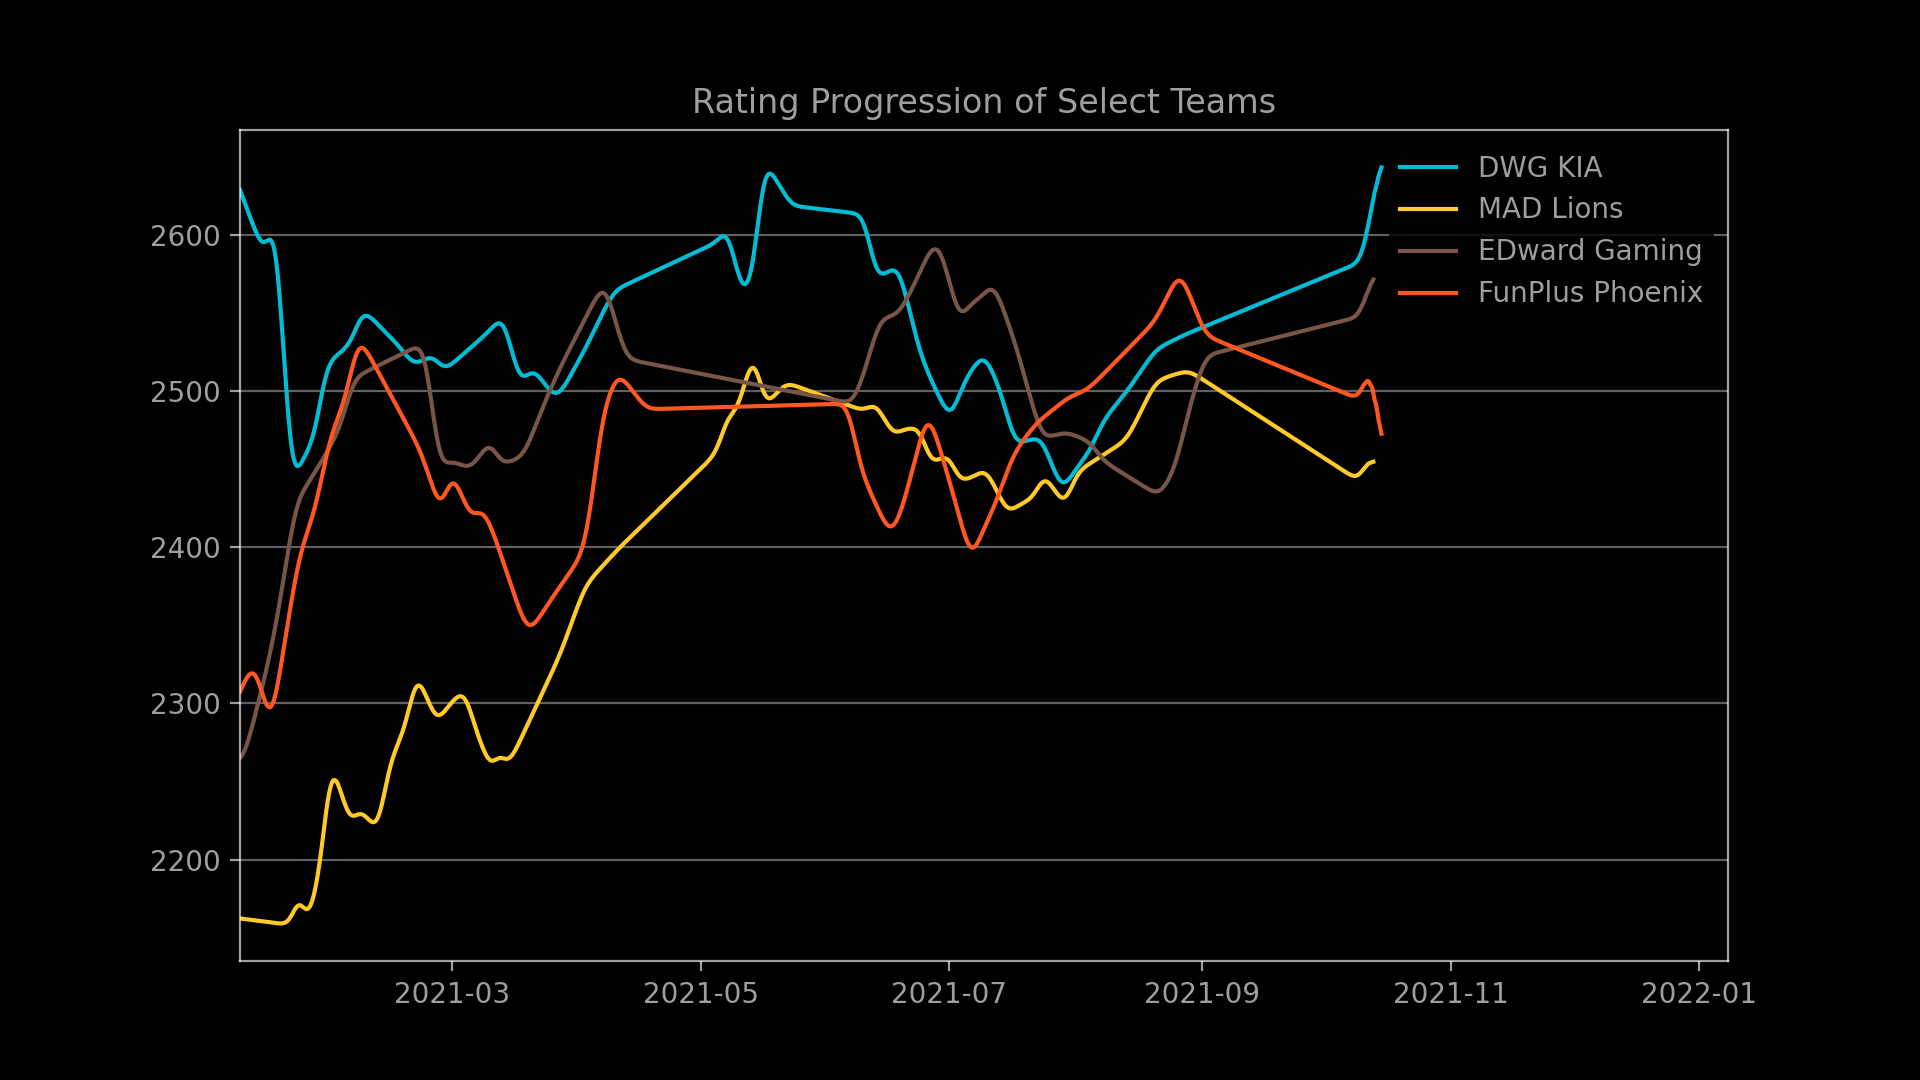 Rating Progression of Select Teams
DWG KIA
MAD Lions
EDward Gaming
FunPlus Phoenix
2600
2500
2400
2300
2200
2021-03
2021-05
2021-07
2021-09
2021-11
2022-01